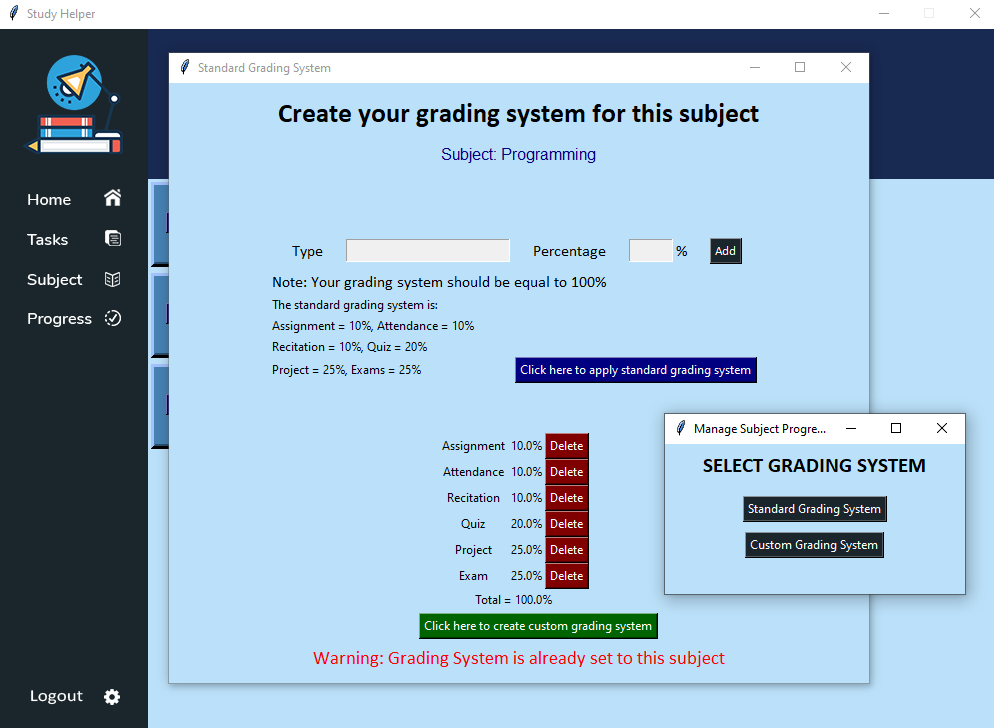 Study Helper
Home
Tasks
Subject
Progress
Logout
Standard Grading System
Create your grading system for this subject
Subject: Programming
Type Percentage % Add
Note: Your grading system should be equal to 100%
The standard grading system is:
Assignment = 10%, Attendance = 10%
Recitation = 10%, Quiz = 20%
Project = 25%, Exams = 25%
Click here to apply standard grading system
Assignment 10.0% Delete
Attendance 10.0% Delete
Recitation 10.0% Delete
Quiz 20.0% Delete
Project 25.0% Delete
Exam 25.0% Delete
Total = 100.0%
Click here to create custom grading system
Warning: Grading System is already set to this subject
Manage Subject Progre...
SELECT GRADING SYSTEM
Standard Grading System
Custom Grading System